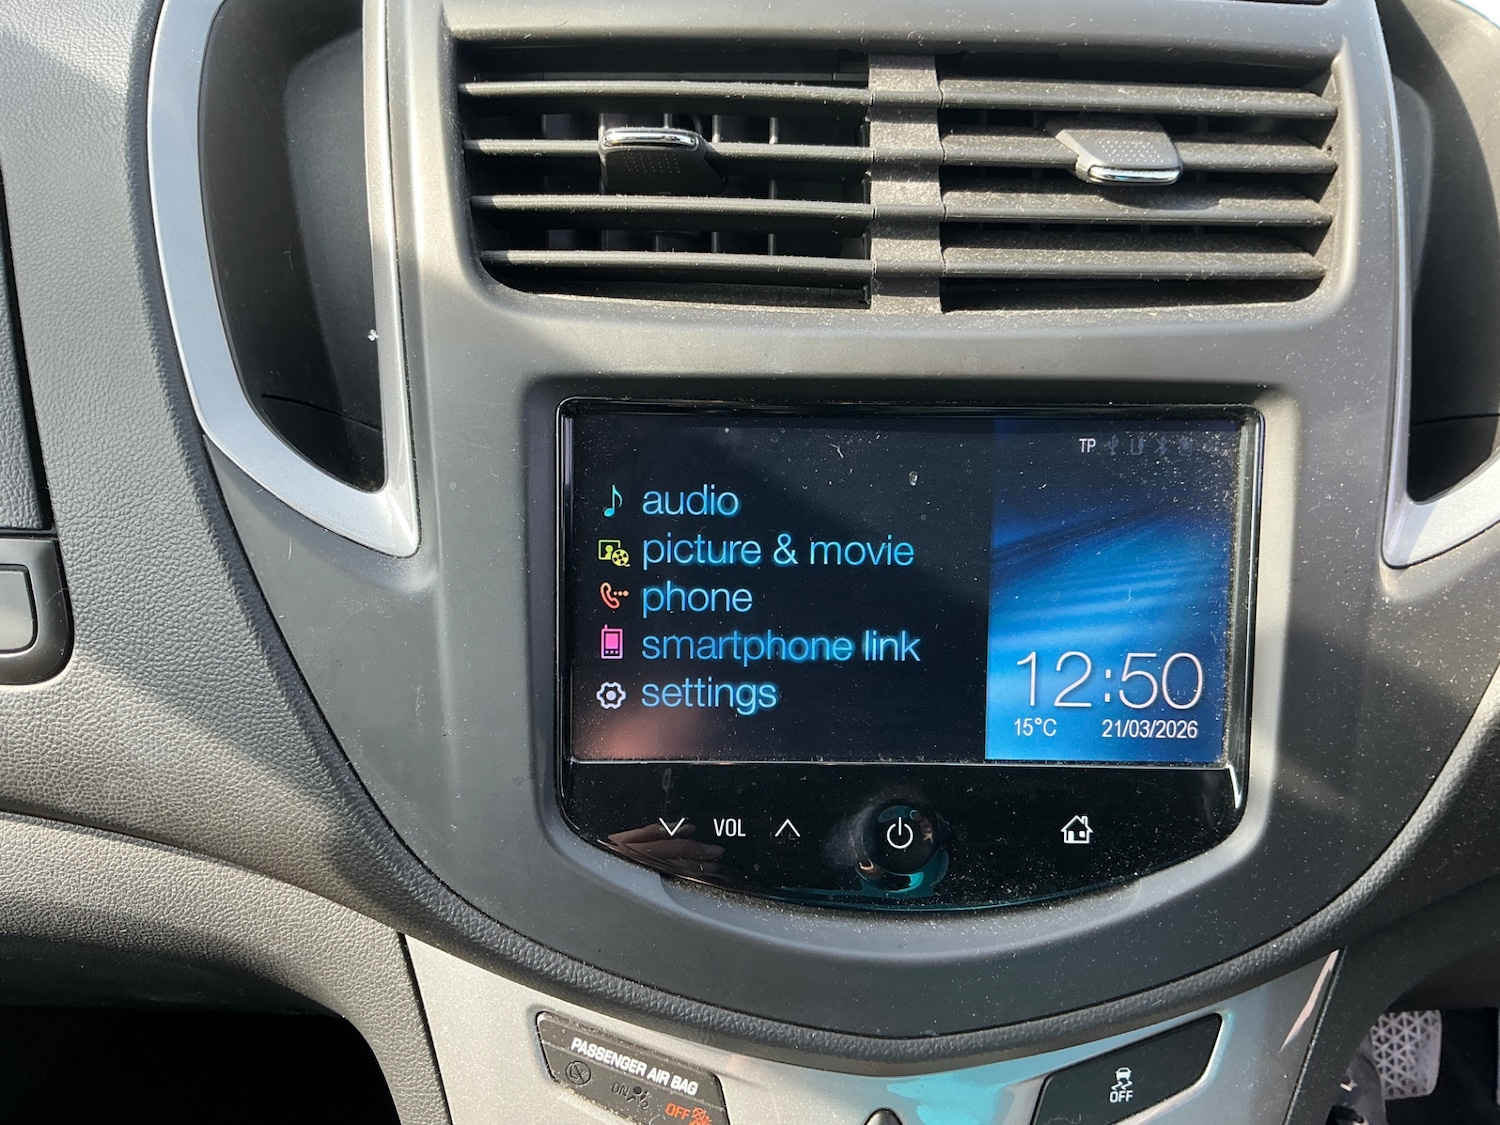 TP
audio
picture & movie
phone
smartphone link
settings
12:50
15°C 21/03/2026
VOL
PASSENGER AIR BAG
ON
OFF
OFF